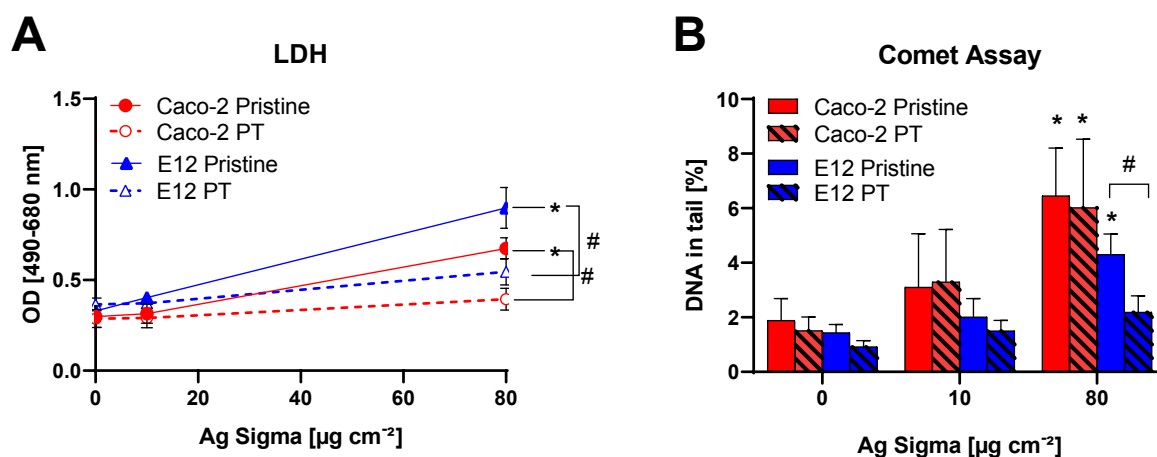 A
LDH
Caco-2 Pristine
Caco-2 PT
E12 Pristine
E12 PT
1.5
1.0
0.5
0.0
OD [490-680 nm]
*
*
#
#
0
20
40
60
80
Ag Sigma [µg cm⁻²]
B
Comet Assay
Caco-2 Pristine
Caco-2 PT
E12 Pristine
E12 PT
10
8
6
4
2
0
DNA in tail [%]
* *
#
*
0
10
80
Ag Sigma [µg cm⁻²]